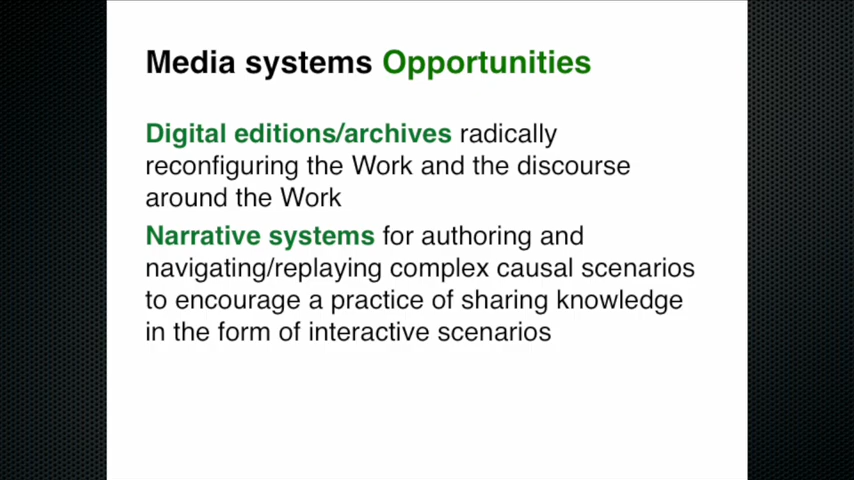 Media systems Opportunities
Digital editions/archives radically
reconfiguring the Work and the discourse
around the Work
Narrative systems for authoring and
navigating/replaying complex causal scenarios
to encourage a practice of sharing knowledge
in the form of interactive scenarios